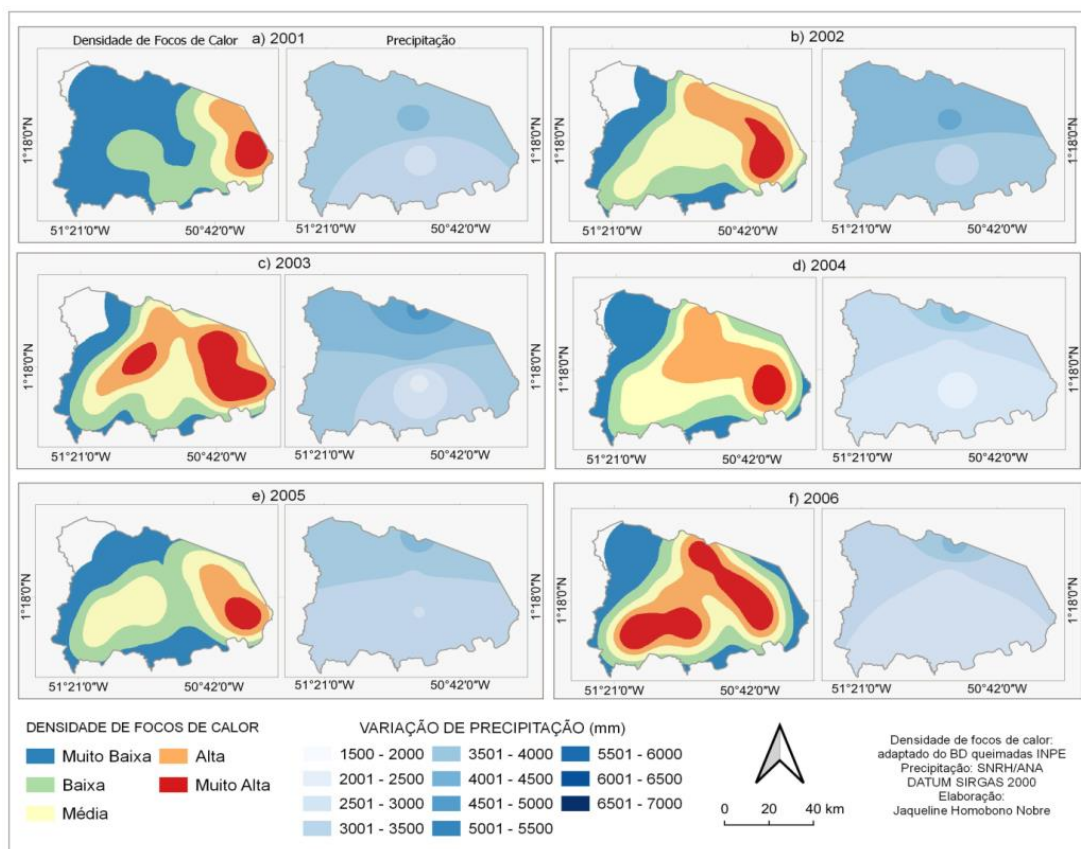 Densidade de Focos de Calor
a) 2001
Precipitação
1°18'0"N
1°18'0"N
51°21'0"W
50°42'0"W
51°21'0"W
50°42'0"W
b) 2002
1°18'0"N
1°18'0"N
51°21'0"W
50°42'0"W
51°21'0"W
50°42'0"W
c) 2003
1°18'0"N
1°18'0"N
51°21'0"W
50°42'0"W
51°21'0"W
50°42'0"W
d) 2004
1°18'0"N
1°18'0"N
51°21'0"W
50°42'0"W
51°21'0"W
50°42'0"W
e) 2005
1°18'0"N
1°18'0"N
51°21'0"W
50°42'0"W
51°21'0"W
50°42'0"W
f) 2006
1°18'0"N
1°18'0"N
51°21'0"W
50°42'0"W
51°21'0"W
50°42'0"W
DENSIDADE DE FOCOS DE CALOR
Muito Baixa
Baixa
Média
Alta
Muito Alta
VARIAÇÃO DE PRECIPITAÇÃO (mm)
1500 - 2000
2001 - 2500
2501 - 3000
3001 - 3500
3501 - 4000
4001 - 4500
4501 - 5000
5001 - 5500
5501 - 6000
6001 - 6500
6501 - 7000
0 20 40 km
Densidade de focos de calor:
adaptado do BD queimadas INPE
Precipitação: SNRH/ANA
DATUM SIRGAS 2000
Elaboração:
Jaqueline Homobono Nobre